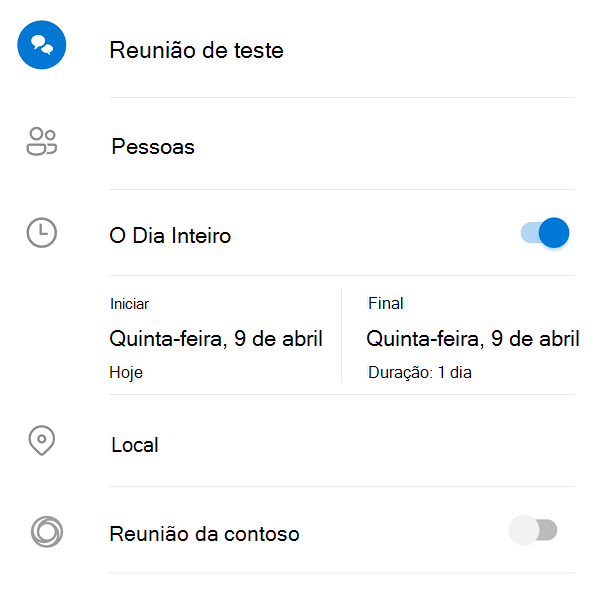 Reunião de teste
Pessoas
O Dia Inteiro
Iniciar
Quinta-feira, 9 de abril
Hoje
Final
Quinta-feira, 9 de abril
Duração: 1 dia
Local
Reunião da contoso